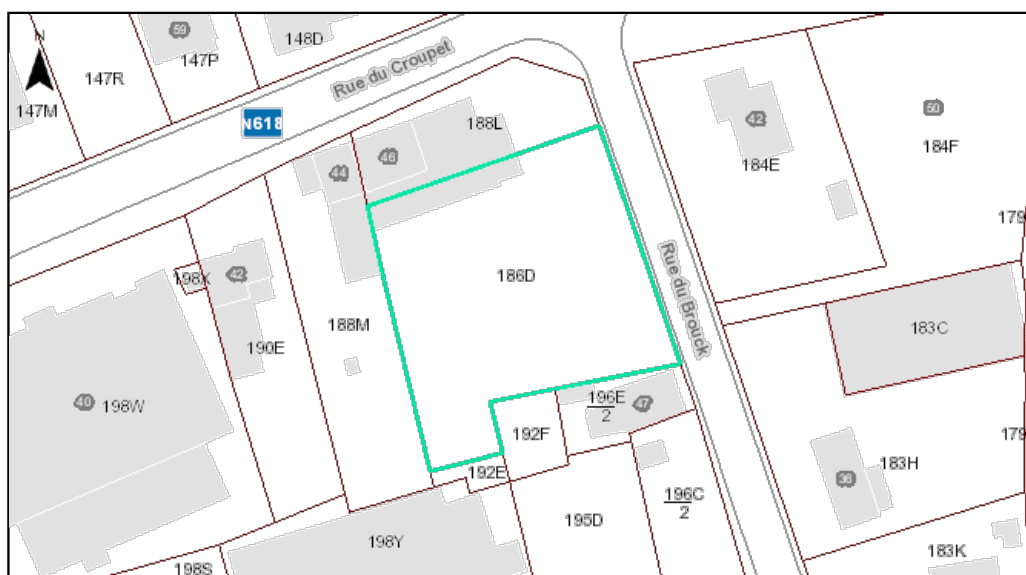 59
148D
147P
N
147R
Rue du Croupet
147M
N618
50
188L
42
184E
184F
46
44
179
186D
Rue du Brouck
198X
42
188M
183C
190E
40
198W
196E
2
47
192F
179
192E
183H
36
196C
2
195D
198Y
183K
198S